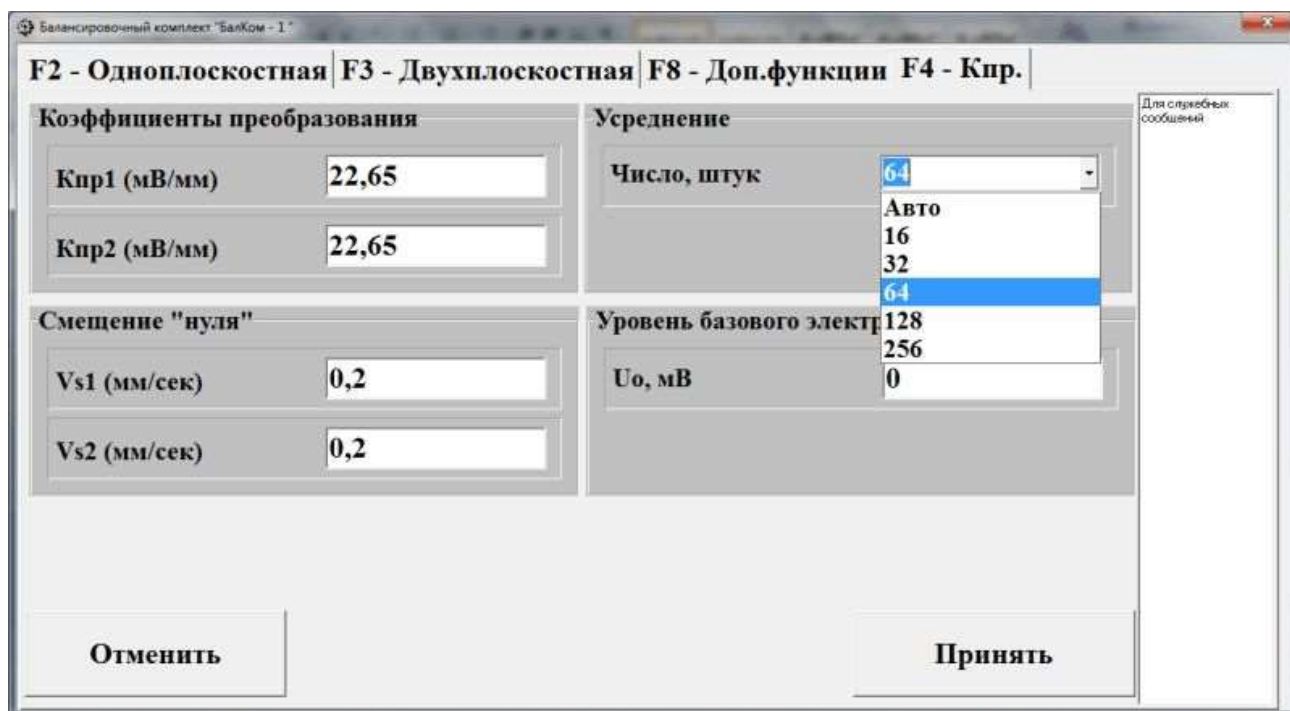 Балансировочный комплект "БалКом - 1 "
F2 - Одноплоскостная F3 - Двухплоскостная F8 - Доп.функции F4 - Кпр.
Коэффициенты преобразования
Кпр1 (мВ/мм) 22,65
Кпр2 (мВ/мм) 22,65
Усреднение
Число, штук 64
Авто
16
32
64
128
256
Смещение "нуля"
Vs1 (мм/сек) 0,2
Vs2 (мм/сек) 0,2
Уровень базового
Uo, мВ 0
Для служебных
сообщений
Отменить
Принять